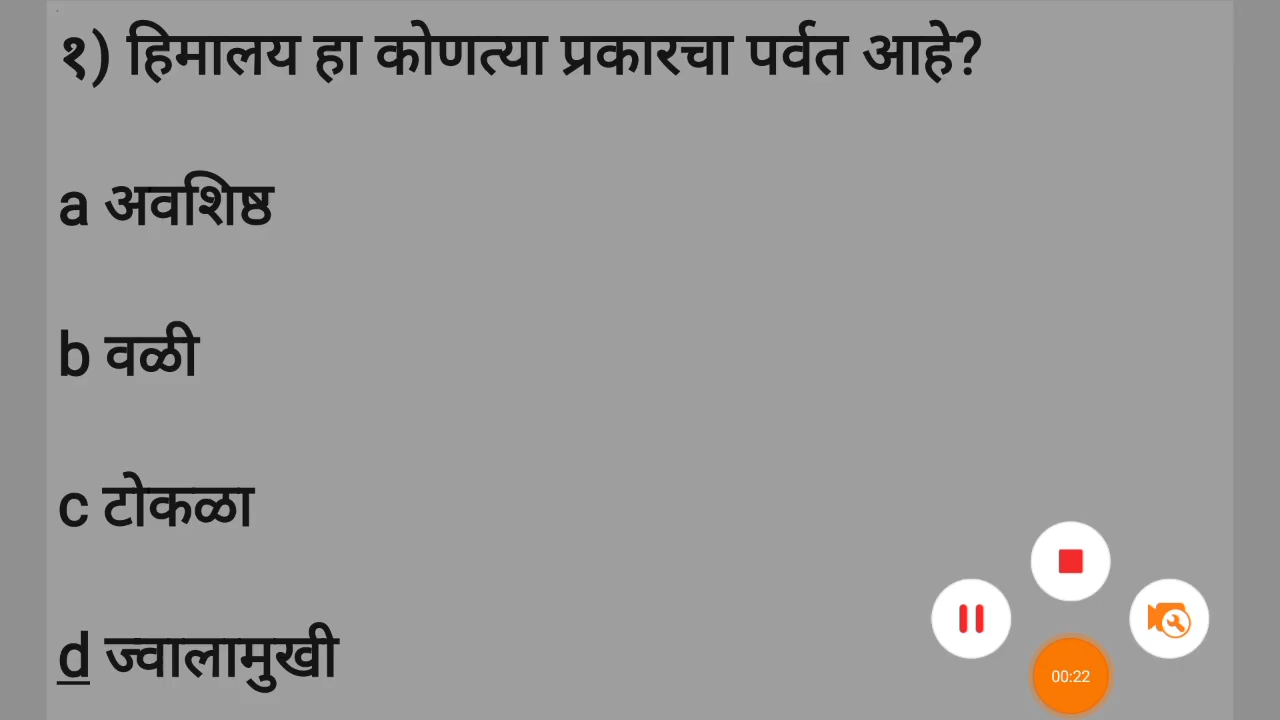 १) हिमालय हा कोणत्या प्रकारचा पर्वत आहे?
a अवशिष्ठ
b वळी
c टोकळा
d ज्वालामुखी
00:22